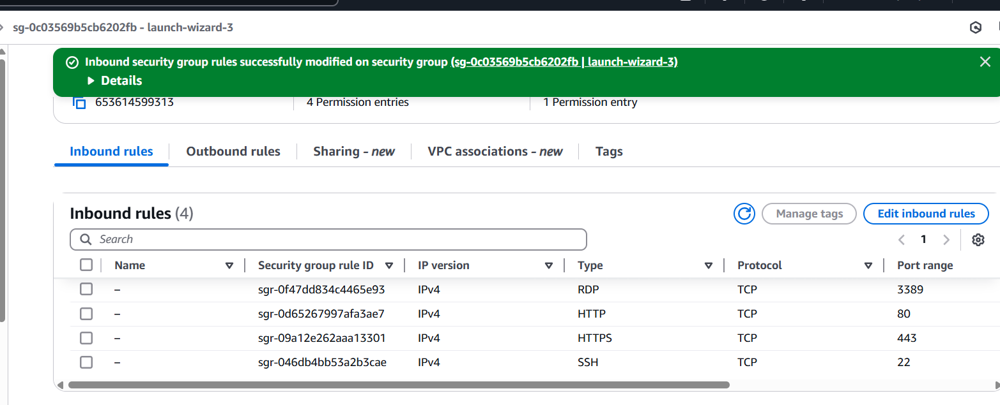 sg-0c03569b5cb6202fb - launch-wizard-3
Inbound security group rules successfully modified on security group (sg-0c03569b5cb6202fb | launch-wizard-3)
Details
653614599313 4 Permission entries 1 Permission entry
Inbound rules Outbound rules Sharing - new VPC associations - new Tags
Inbound rules (4) Manage tags Edit inbound rules
Search 1
Name Security group rule ID IP version Type Protocol Port range
– sgr-0f47dd834c4465e93 IPv4 RDP TCP 3389
– sgr-0d65267997afa3ae7 IPv4 HTTP TCP 80
– sgr-09a12e262aaa13301 IPv4 HTTPS TCP 443
– sgr-046db4bb53a2b3cae IPv4 SSH TCP 22